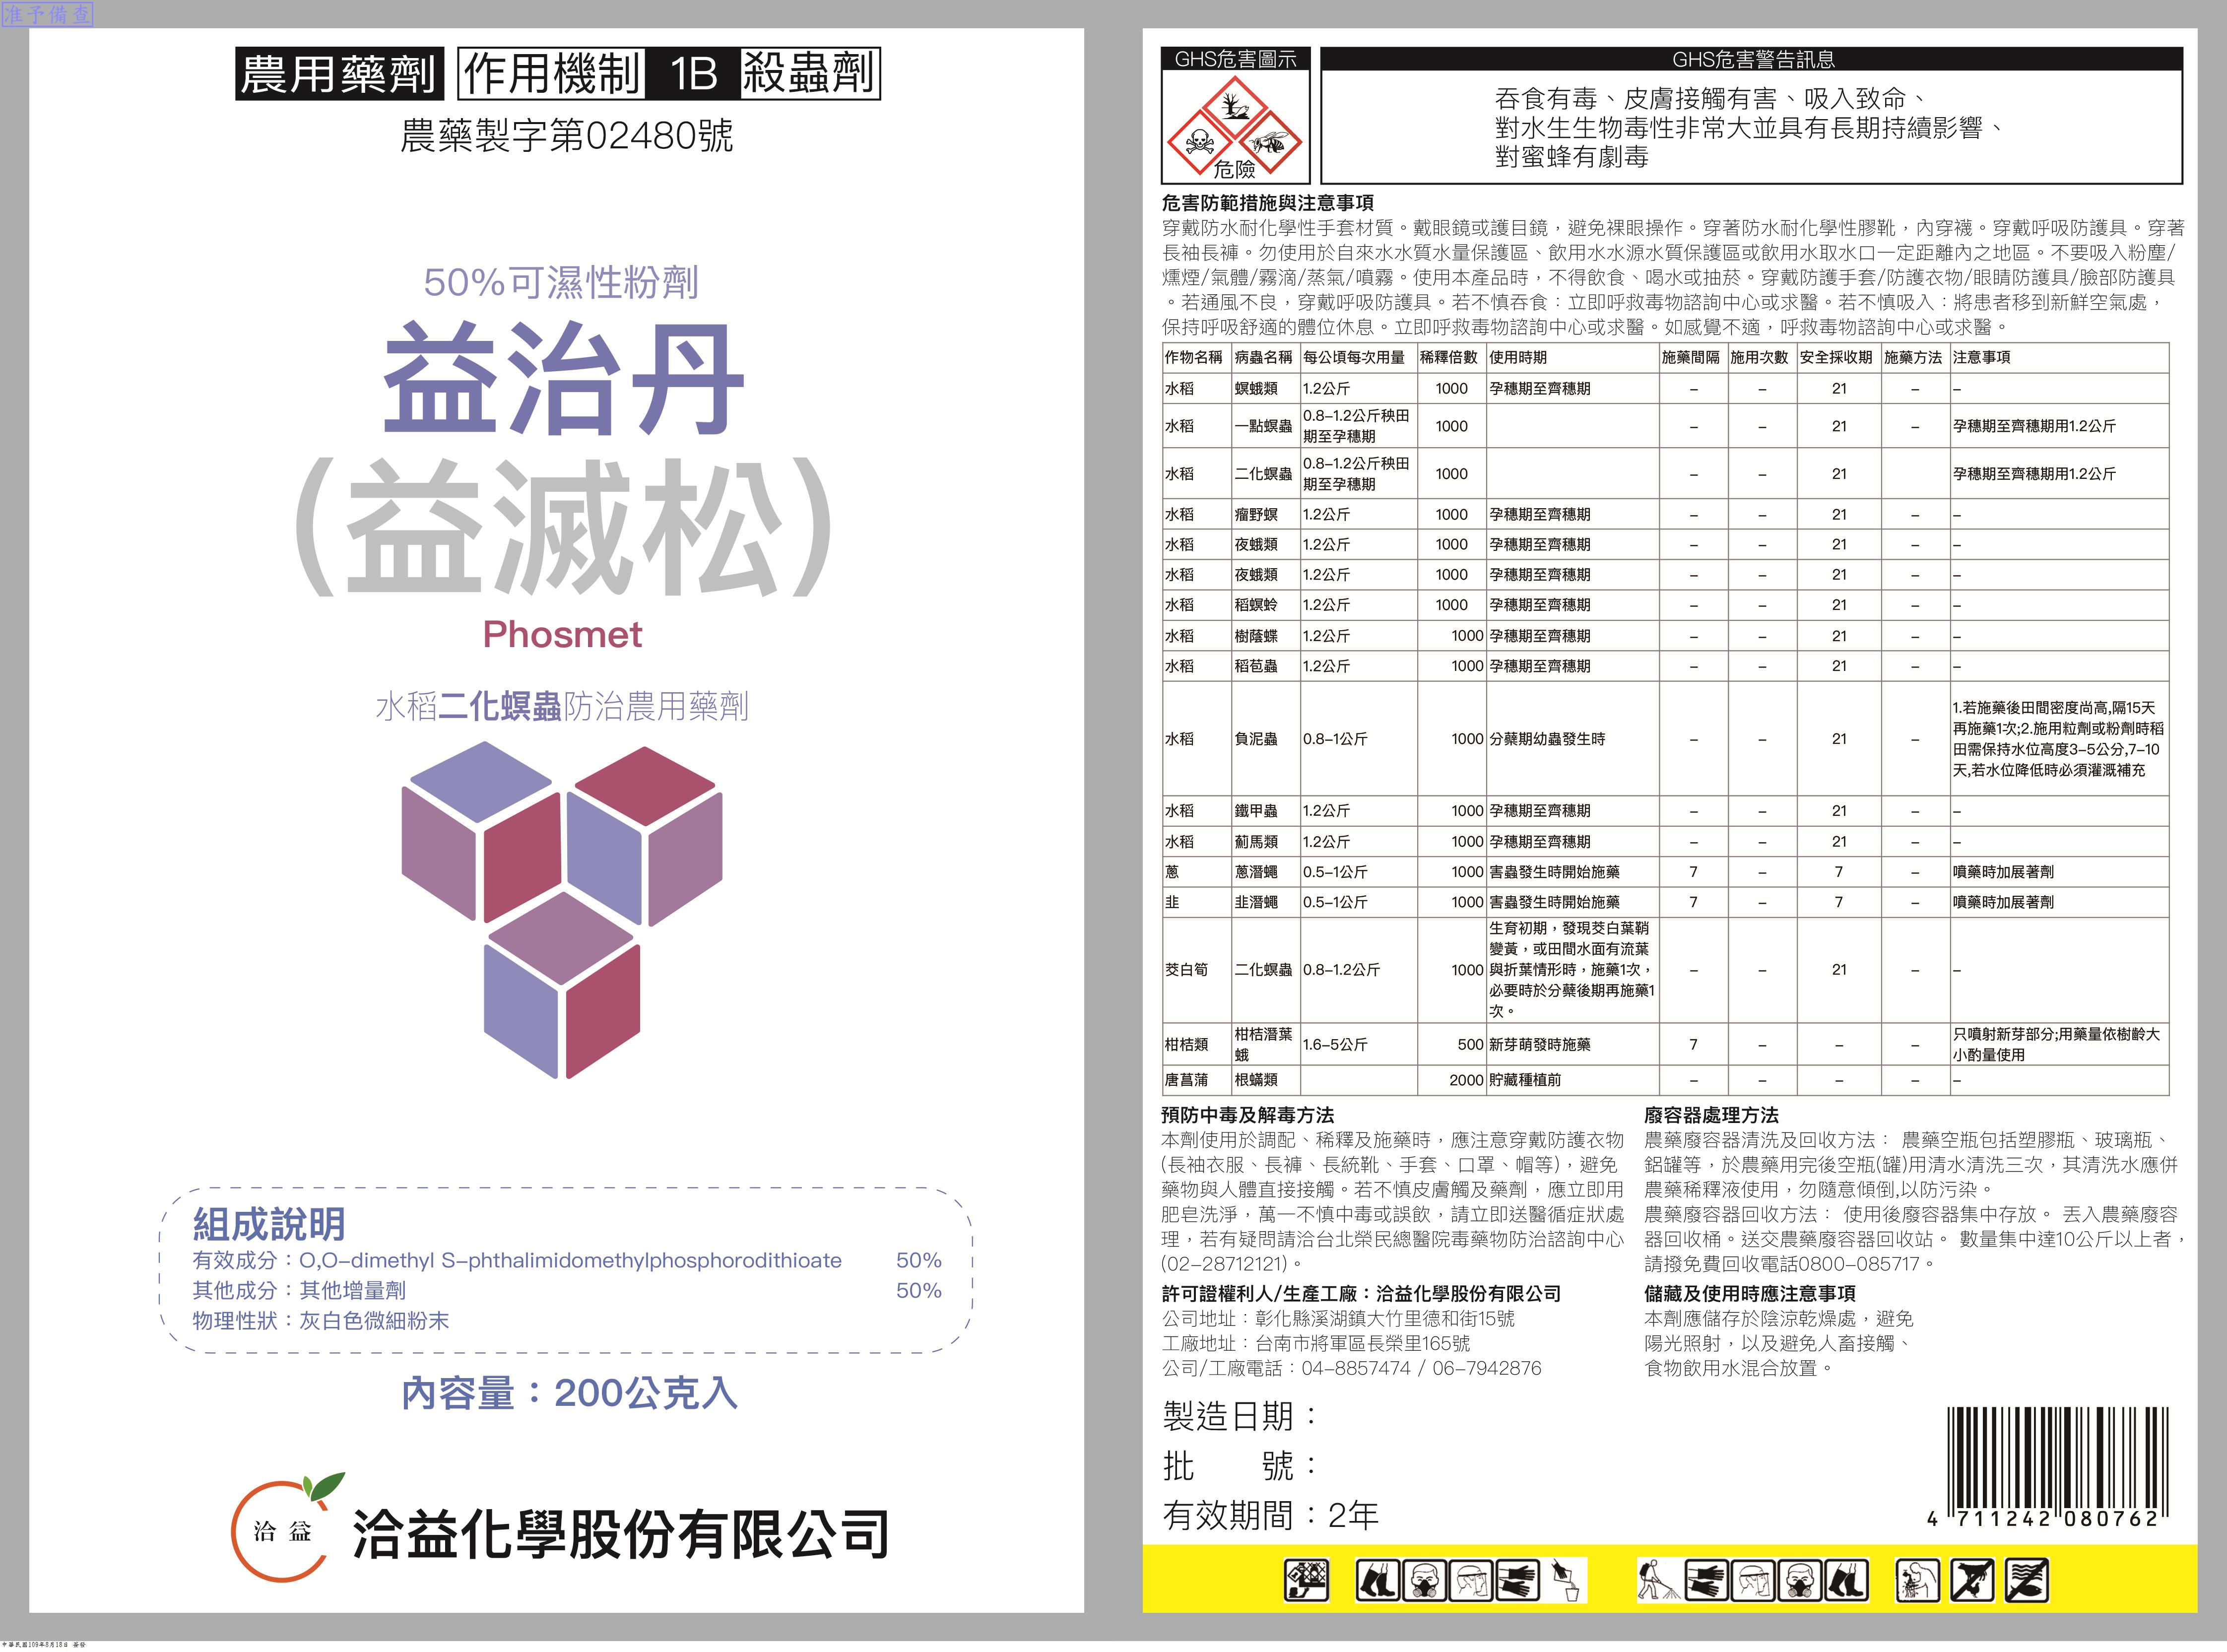 准予備查
農用藥劑 作用機制 1B 殺蟲劑
農藥製字第02480號
50%可濕性粉劑
益治丹
(益滅松)
Phosmet
水稻二化螟蟲防治農用藥劑
組成說明
有效成分：O,O-dimethyl S-phthalimidomethylphosphorodithioate 50%
其他成分：其他增量劑 50%
物理性狀：灰白色微細粉末
內容量：200公克入
洽益
洽益化學股份有限公司
GHS危害圖示
危險
GHS危害警告訊息
吞食有毒、皮膚接觸有害、吸入致命、
對水生生物毒性非常大並具有長期持續影響、
對蜜蜂有劇毒
危害防範措施與注意事項
穿戴防水耐化學性手套材質。戴眼鏡或護目鏡，避免裸眼操作。穿著防水耐化學性膠靴，內穿襪。穿戴呼吸防護具。穿著
長袖長褲。勿使用於自來水水質水量保護區、飲用水水源水質保護區或飲用水取水口一定距離內之地區。不要吸入粉塵/
燻煙/氣體/霧滴/蒸氣/噴霧。使用本產品時，不得飲食、喝水或抽菸。穿戴防護手套/防護衣物/眼睛防護具/臉部防護具
。若通風不良，穿戴呼吸防護具。若不慎吞食：立即呼救毒物諮詢中心或求醫。若不慎吸入：將患者移到新鮮空氣處，
保持呼吸舒適的體位休息。立即呼救毒物諮詢中心或求醫。如感覺不適，呼救毒物諮詢中心或求醫。
作物名稱 病蟲名稱 每公頃每次用量 稀釋倍數 使用時期 施藥間隔 施用次數 安全採收期 施藥方法 注意事項
水稻 螟蛾類 1.2公斤 1000 孕穗期至齊穗期 – – 21 – –
水稻 一點螟蟲 0.8–1.2公斤秧田期至孕穗期 1000 – – 21 – 孕穗期至齊穗期用1.2公斤
水稻 二化螟蟲 0.8–1.2公斤秧田期至孕穗期 1000 – – 21 孕穗期至齊穗期用1.2公斤
水稻 瘤野螟 1.2公斤 1000 孕穗期至齊穗期 – – 21 – –
水稻 夜蛾類 1.2公斤 1000 孕穗期至齊穗期 – – 21 – –
水稻 夜蛾類 1.2公斤 1000 孕穗期至齊穗期 – – 21 – –
水稻 稻螟蛉 1.2公斤 1000 孕穗期至齊穗期 – – 21 – –
水稻 樹蔭蝶 1.2公斤 1000 孕穗期至齊穗期 – – 21 – –
水稻 稻苞蟲 1.2公斤 1000 孕穗期至齊穗期 – – 21 – –
水稻 負泥蟲 0.8–1公斤 1000 分蘗期幼蟲發生時 – – 21 – 1.若施藥後田間密度尚高,隔15天再施藥1次;2.施用粒劑或粉劑時稻田需保持水位高度3–5公分,7–10天,若水位降低時必須灌溉補充
水稻 鐵甲蟲 1.2公斤 1000 孕穗期至齊穗期 – – 21 – –
水稻 薊馬類 1.2公斤 1000 孕穗期至齊穗期 – – 21 – –
蔥 蔥潛蠅 0.5–1公斤 1000 害蟲發生時開始施藥 7 – 7 – 噴藥時加展著劑
韭 韭潛蠅 0.5–1公斤 1000 害蟲發生時開始施藥 7 – 7 – 噴藥時加展著劑
茭白筍 二化螟蟲 0.8–1.2公斤 1000 生育初期，發現茭白葉鞘變黃，或田間水面有流葉與折葉情形時，施藥1次，必要時於分蘗後期再施藥1次。 – – 21 – –
柑桔類 柑桔潛葉蛾 1.6–5公斤 500 新芽萌發時施藥 7 – – – 只噴射新芽部分;用藥量依樹齡大小酌量使用
唐菖蒲 根蟎類 2000 貯藏種植前 – – – – –
預防中毒及解毒方法
本劑使用於調配、稀釋及施藥時，應注意穿戴防護衣物
(長袖衣服、長褲、長統靴、手套、口罩、帽等)，避免
藥物與人體直接接觸。若不慎皮膚觸及藥劑，應立即用
肥皂洗淨，萬一不慎中毒或誤飲，請立即送醫循症狀處
理，若有疑問請洽台北榮民總醫院毒藥物防治諮詢中心
(02-28712121)。
許可證權利人/生產工廠：洽益化學股份有限公司
公司地址：彰化縣溪湖鎮大竹里德和街15號
工廠地址：台南市將軍區長榮里165號
公司/工廠電話：04-8857474 / 06-7942876
廢容器處理方法
農藥廢容器清洗及回收方法： 農藥空瓶包括塑膠瓶、玻璃瓶、
鋁罐等，於農藥用完後空瓶(罐)用清水清洗三次，其清洗水應併
農藥稀釋液使用，勿隨意傾倒,以防污染。
農藥廢容器回收方法： 使用後廢容器集中存放。 丟入農藥廢容
器回收桶。送交農藥廢容器回收站。 數量集中達10公斤以上者，
請撥免費回收電話0800-085717。
儲藏及使用時應注意事項
本劑應儲存於陰涼乾燥處，避免
陽光照射，以及避免人畜接觸、
食物飲用水混合放置。
製造日期：
批 號：
有效期間：2年
4 711242 080762
中華民國109年8月18日 簽發